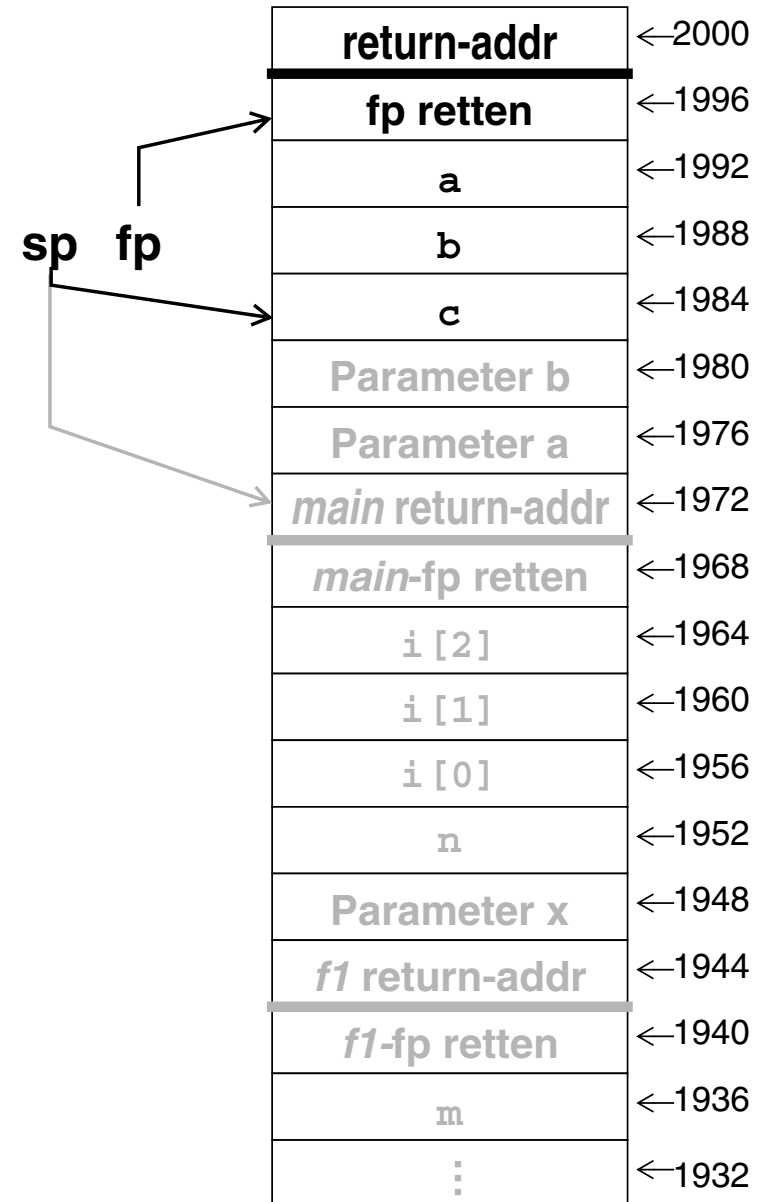 return-addr ←2000
fp retten ←1996
a ←1992
sp fp b ←1988
c ←1984
Parameter b ←1980
Parameter a ←1976
main return-addr ←1972
main-fp retten ←1968
i[2] ←1964
i[1] ←1960
i[0] ←1956
n ←1952
Parameter x ←1948
f1 return-addr ←1944
f1-fp retten ←1940
m ←1936
⋮ ←1932